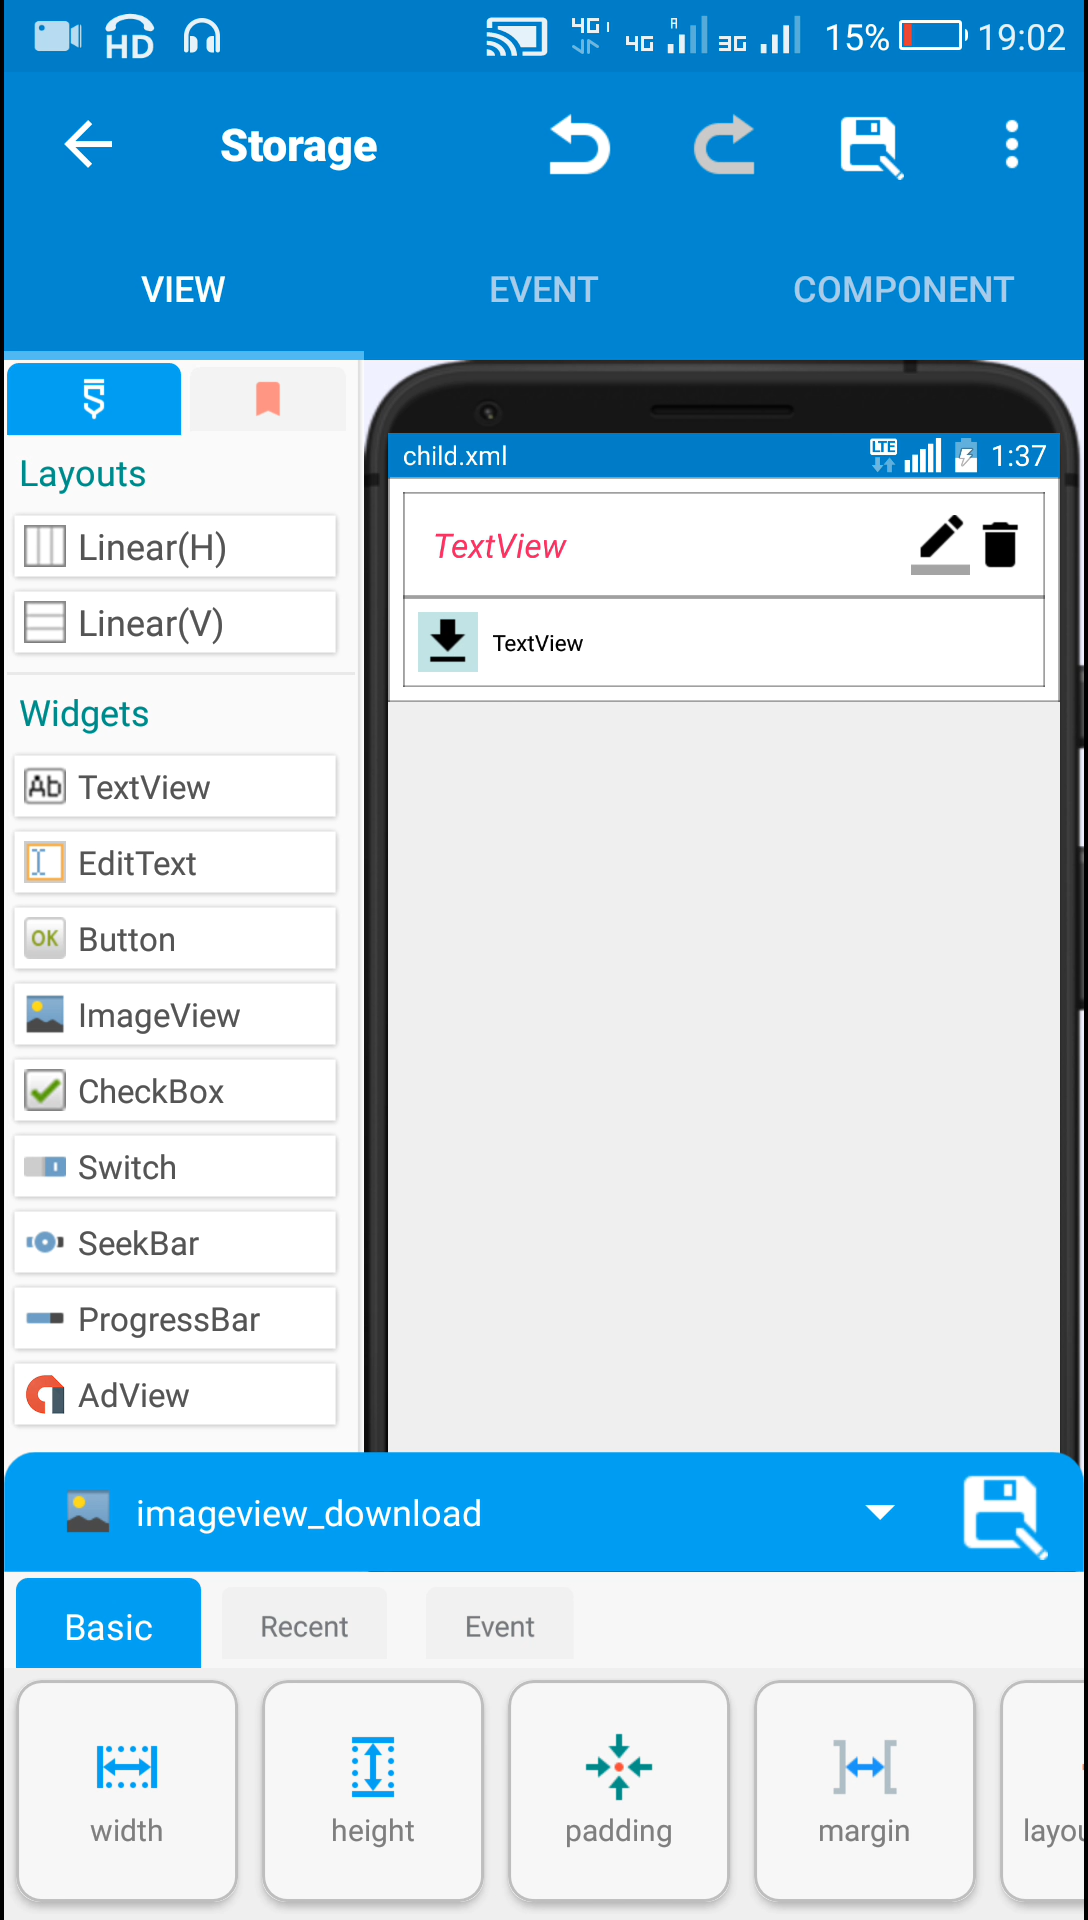 HD
4G
4G
R
3G
15%
19:02
Storage
VIEW
EVENT
COMPONENT
child.xml
LTE
1:37
Layouts
Linear(H)
Linear(V)
TextView
TextView
Widgets
Ab TextView
EditText
OK Button
ImageView
CheckBox
Switch
SeekBar
ProgressBar
AdView
imageview_download
Basic
Recent
Event
width
height
padding
margin
layou